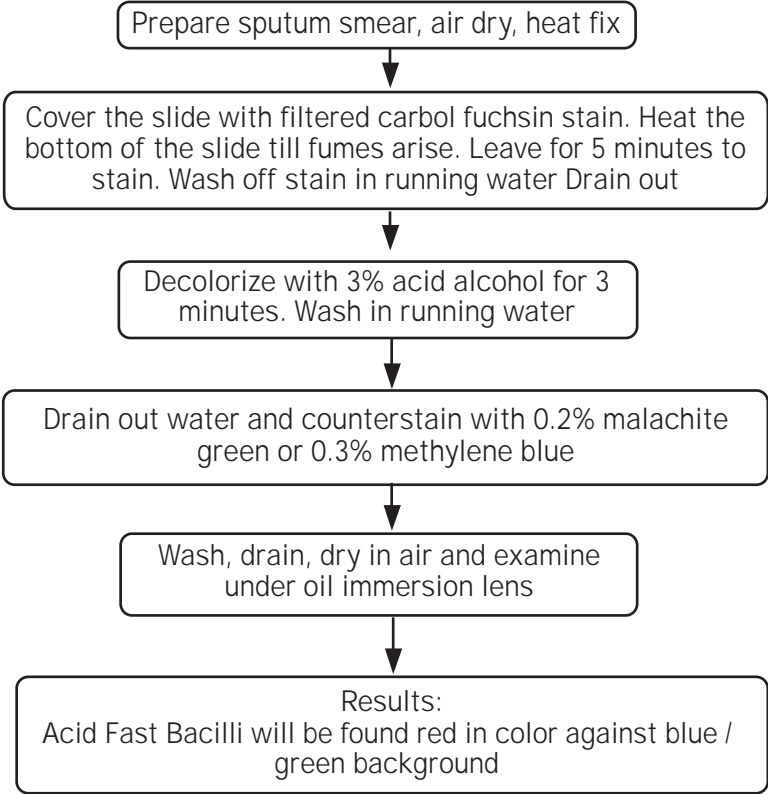 Prepare sputum smear, air dry, heat fix
Cover the slide with filtered carbol fuchsin stain. Heat the
bottom of the slide till fumes arise. Leave for 5 minutes to
stain. Wash off stain in running water Drain out
Decolorize with 3% acid alcohol for 3
minutes. Wash in running water
Drain out water and counterstain with 0.2% malachite
green or 0.3% methylene blue
Wash, drain, dry in air and examine
under oil immersion lens
Results:
Acid Fast Bacilli will be found red in color against blue /
green background